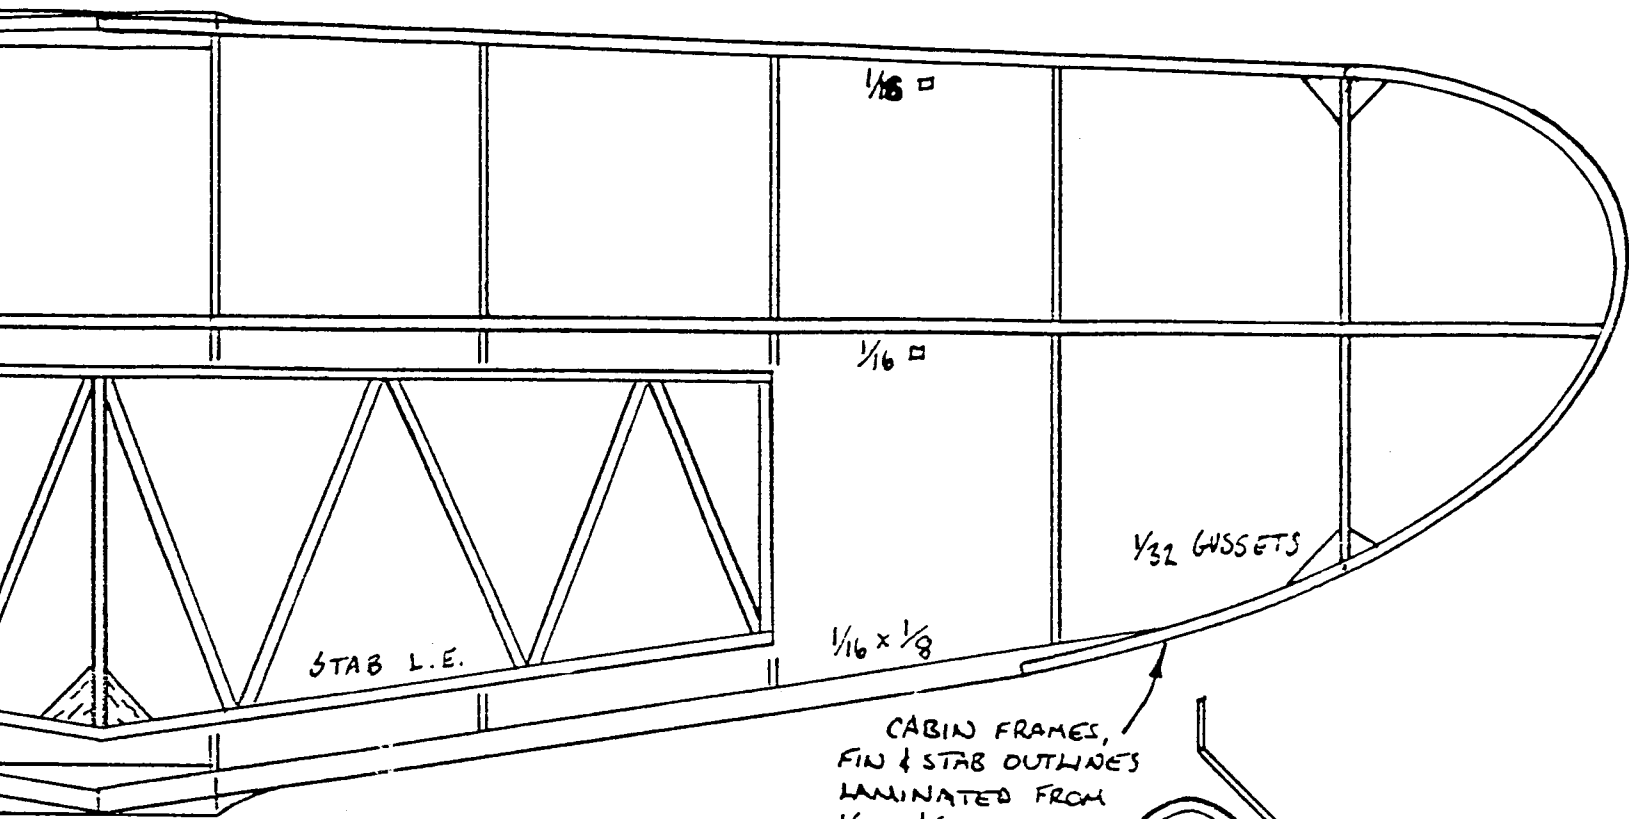 1/16 □
1/16 □
1/32 GUSSETS
STAB L.E.
1/16 x 1/8
CABIN FRAMES,
FIN & STAB OUTLINES
LAMINATED FROM